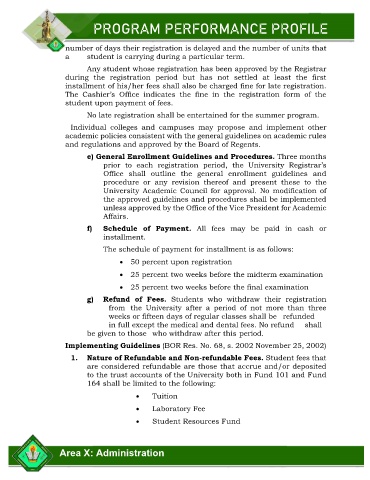 PROGRAM PERFORMANCE PROFILE
number of days their registration is delayed and the number of units that
a student is carrying during a particular term.
Any student whose registration has been approved by the Registrar
during the registration period but has not settled at least the first
installment of his/her fees shall also be charged fine for late registration.
The Cashier's Office indicates the fine in the registration form of the
student upon payment of fees.
No late registration shall be entertained for the summer program.
Individual colleges and campuses may propose and implement other
academic policies consistent with the general guidelines on academic rules
and regulations and approved by the Board of Regents.
e) General Enrollment Guidelines and Procedures. Three months
prior to each registration period, the University Registrar's
Office shall outline the general enrollment guidelines and
procedure or any revision thereof and present these to the
University Academic Council for approval. No modification of
the approved guidelines and procedures shall be implemented
unless approved by the Office of the Vice President for Academic
Affairs.
f) Schedule of Payment. All fees may be paid in cash or
installment.
The schedule of payment for installment is as follows:
• 50 percent upon registration
• 25 percent two weeks before the midterm examination
• 25 percent two weeks before the final examination
g) Refund of Fees. Students who withdraw their registration
from the University after a period of not more than three
weeks or fifteen days of regular classes shall be refunded
in full except the medical and dental fees. No refund shall
be given to those who withdraw after this period.
Implementing Guidelines (BOR Res. No. 68, s. 2002 November 25, 2002)
1. Nature of Refundable and Non-refundable Fees. Student fees that
are considered refundable are those that accrue and/or deposited
to the trust accounts of the University both in Fund 101 and Fund
164 shall be limited to the following:
• Tuition
• Laboratory Fee
• Student Resources Fund
Area X: Administration